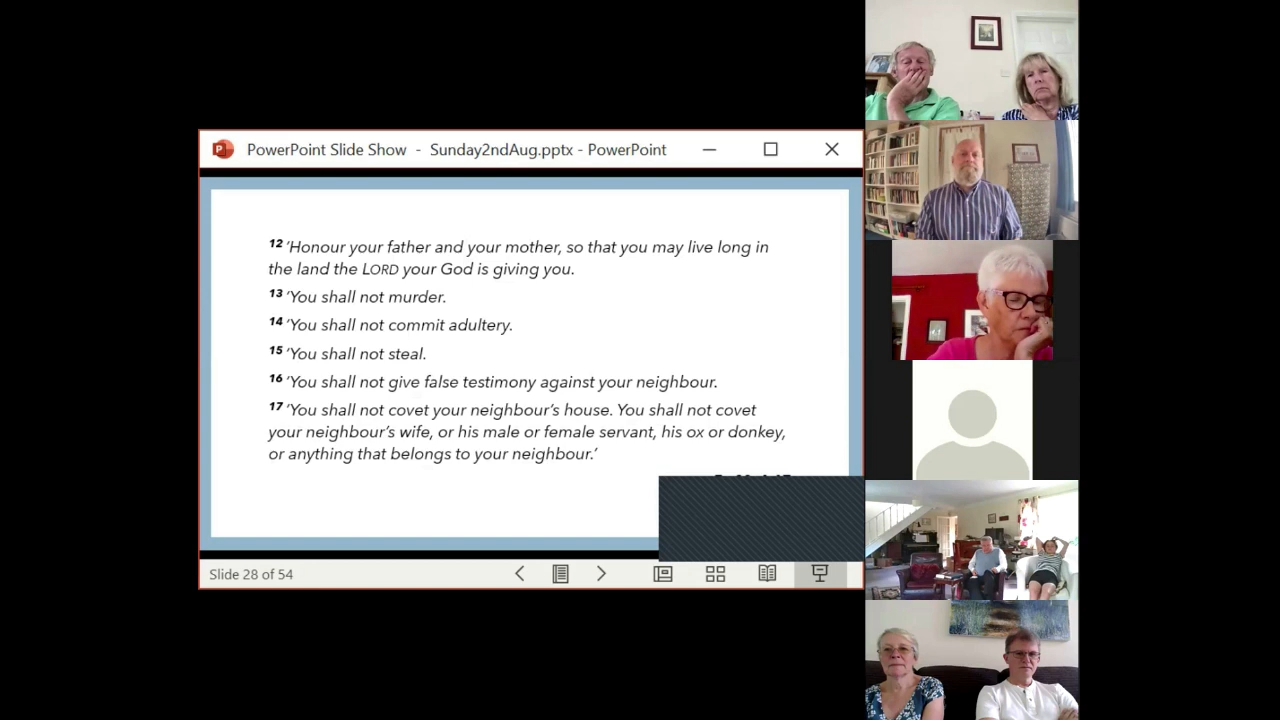 PowerPoint Slide Show - Sunday2ndAug.pptx - PowerPoint
12 ‘Honour your father and your mother, so that you may live long in
the land the LORD your God is giving you.
13 ‘You shall not murder.
14 ‘You shall not commit adultery.
15 ‘You shall not steal.
16 ‘You shall not give false testimony against your neighbour.
17 ‘You shall not covet your neighbour’s house. You shall not covet
your neighbour’s wife, or his male or female servant, his ox or donkey,
or anything that belongs to your neighbour.’
Slide 28 of 54